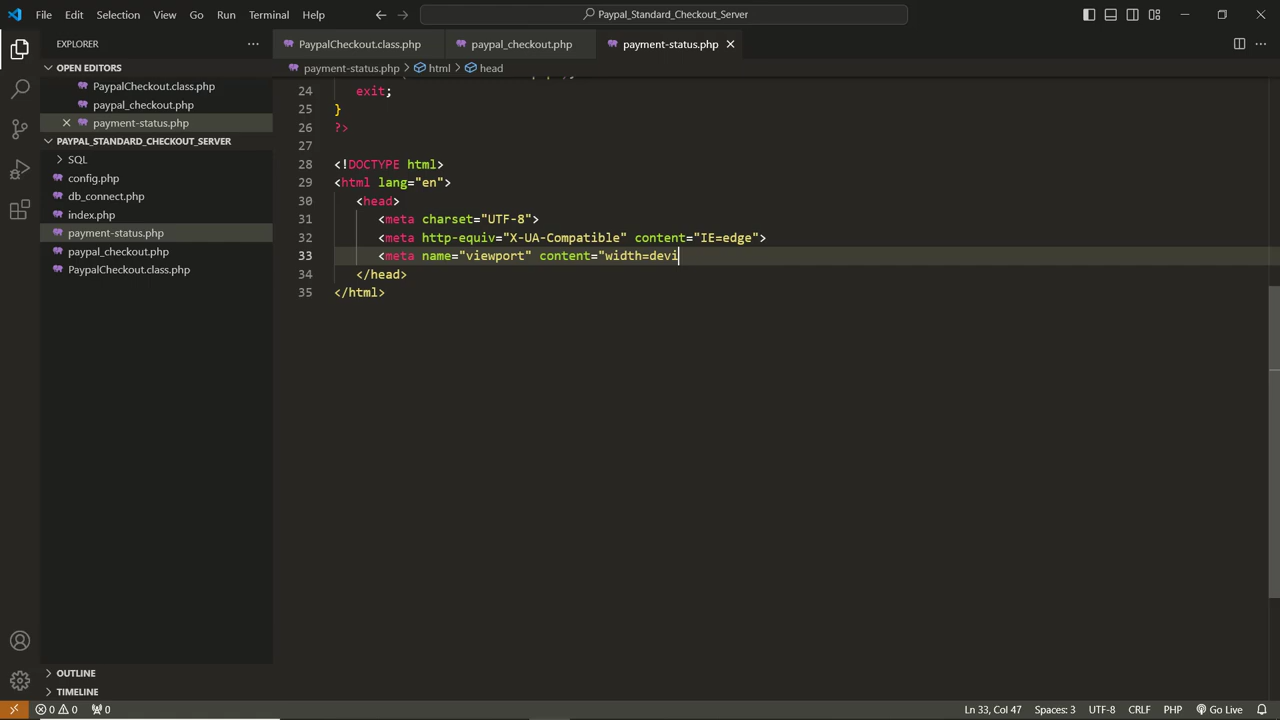 File Edit Selection View Go Run Terminal Help
Paypal_Standard_Checkout_Server
EXPLORER
OPEN EDITORS
PaypalCheckout.class.php
paypal_checkout.php
payment-status.php
PAYPAL_STANDARD_CHECKOUT_SERVER
SQL
config.php
db_connect.php
index.php
payment-status.php
paypal_checkout.php
PaypalCheckout.class.php
OUTLINE
TIMELINE
PaypalCheckout.class.php paypal_checkout.php payment-status.php
payment-status.php > html > head
24 exit;
25 }
26 ?>
27
28 <!DOCTYPE html>
29 <html lang="en">
30 <head>
31 <meta charset="UTF-8">
32 <meta http-equiv="X-UA-Compatible" content="IE=edge">
33 <meta name="viewport" content="width=devi
34 </head>
35 </html>
0 0 0 Ln 33, Col 47 Spaces: 3 UTF-8 CRLF PHP Go Live